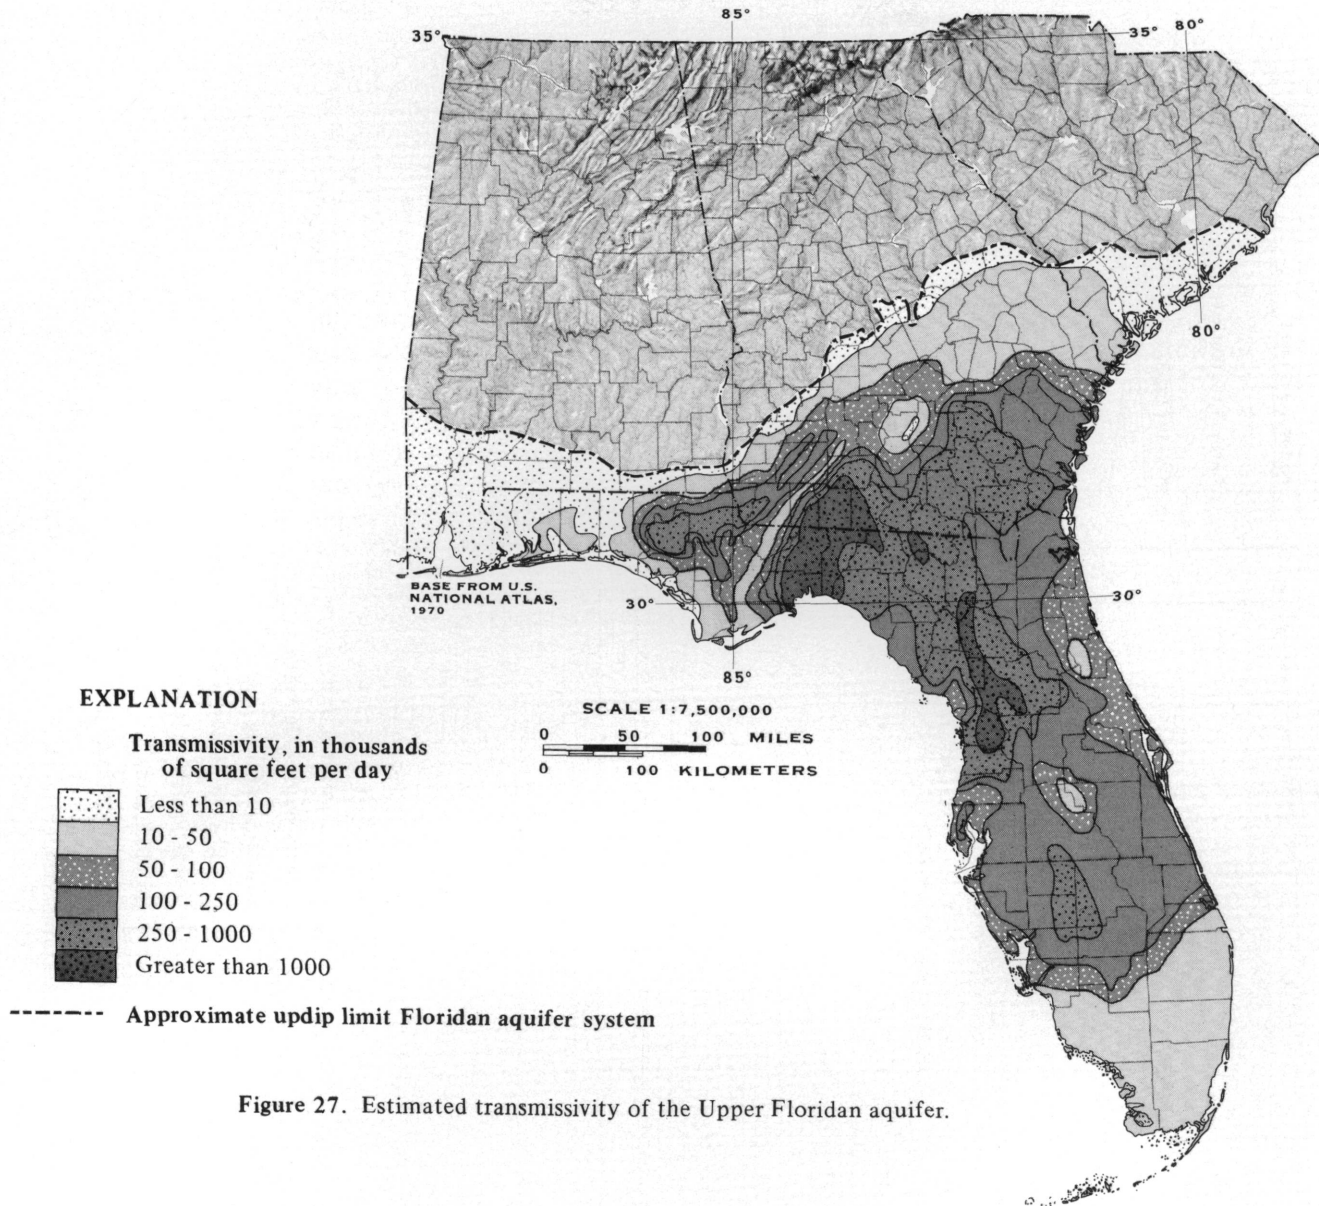 85°
35°
35° 80°
80°
BASE FROM U.S.
NATIONAL ATLAS,
1970
30°
30°
85°
EXPLANATION
Transmissivity, in thousands
of square feet per day
Less than 10
10 - 50
50 - 100
100 - 250
250 - 1000
Greater than 1000
Approximate updip limit Floridan aquifer system
SCALE 1:7,500,000
0 50 100 MILES
0 100 KILOMETERS
Figure 27. Estimated transmissivity of the Upper Floridan aquifer.